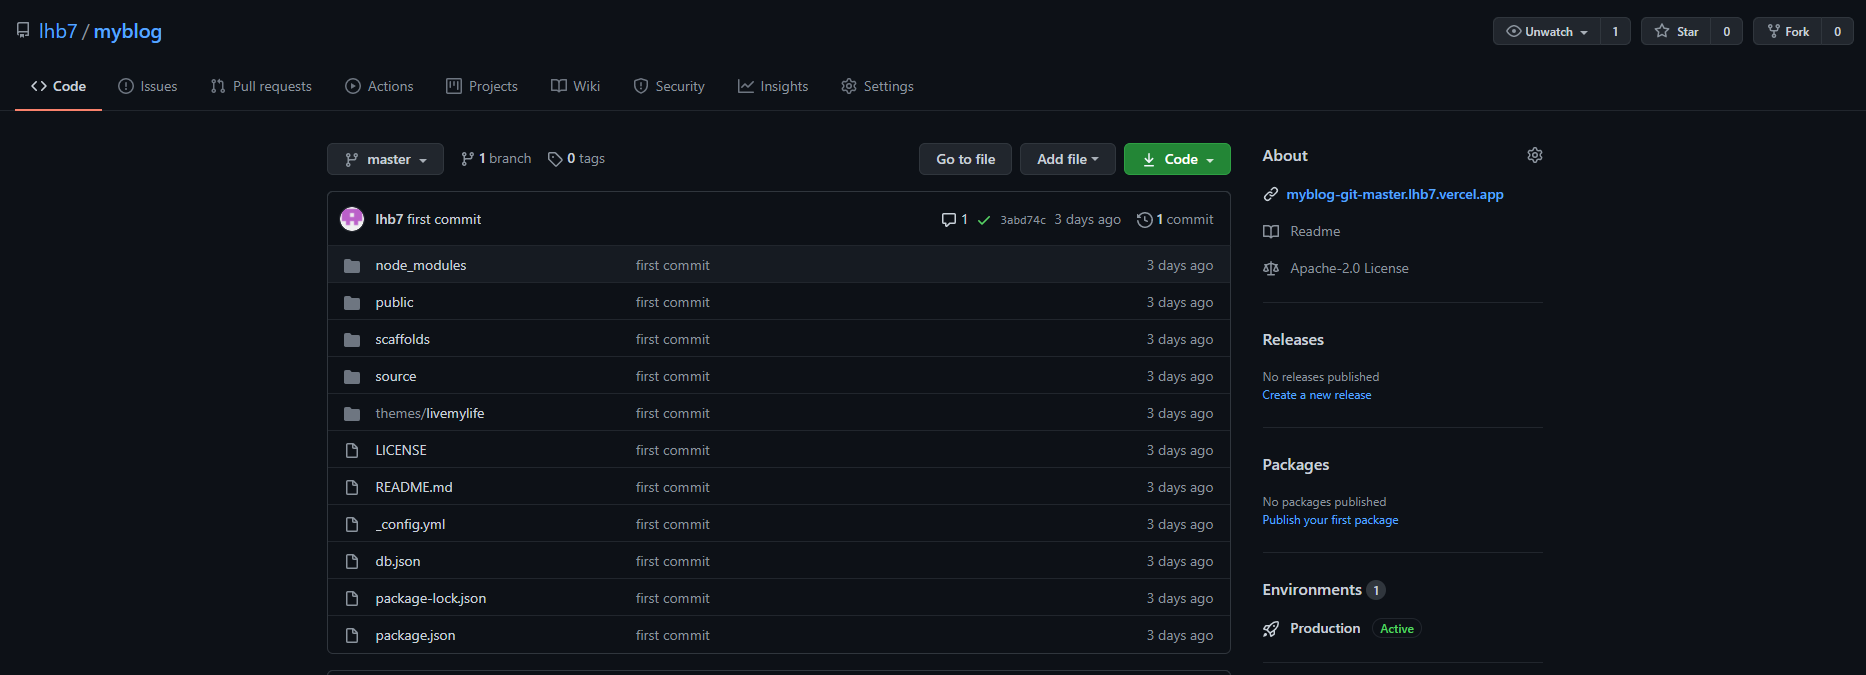 lhb7 / myblog
Unwatch 1 Star 0 Fork 0
Code Issues Pull requests Actions Projects Wiki Security Insights Settings
master 1 branch 0 tags Go to file Add file Code
lhb7 first commit 1 3abd74c 3 days ago 1 commit
node_modules first commit 3 days ago
public first commit 3 days ago
scaffolds first commit 3 days ago
source first commit 3 days ago
themes/livemylife first commit 3 days ago
LICENSE first commit 3 days ago
README.md first commit 3 days ago
_config.yml first commit 3 days ago
db.json first commit 3 days ago
package-lock.json first commit 3 days ago
package.json first commit 3 days ago
About
myblog-git-master.lhb7.vercel.app
Readme
Apache-2.0 License
Releases
No releases published
Create a new release
Packages
No packages published
Publish your first package
Environments 1
Production Active